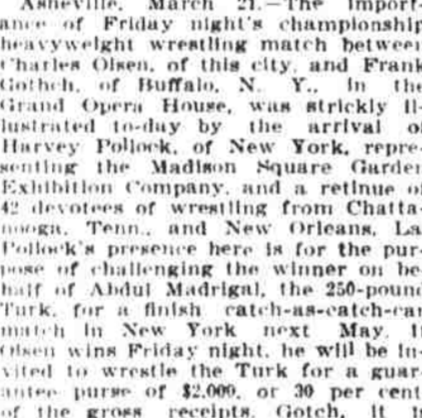 Asheville, March 21.—The import-
ance of Friday night's championship
heavyweight wrestling match between
Charles Olsen, of this city, and Frank
Gothch, of Buffalo, N. Y., in the
Grand Opera House, was strickly il-
lustrated to-day by the arrival of
Harvey Pollock, of New York, repre-
senting the Madison Square Garden
Exhibition Company, and a retinue of
42 devotees of wrestling from Chatta-
nooga, Tenn., and New Orleans, La
Pollock's presence here is for the pur-
pose of challenging the winner on be-
half of Abdul Madrigal, the 250-pound
Turk, for a finish catch-as-catch-can
match in New York next May. If
Olsen wins Friday night, he will be in-
vited to wrestle the Turk for a guar-
antee purse of $2,000, or 30 per cent
of the gross receipts. Gotch, it is